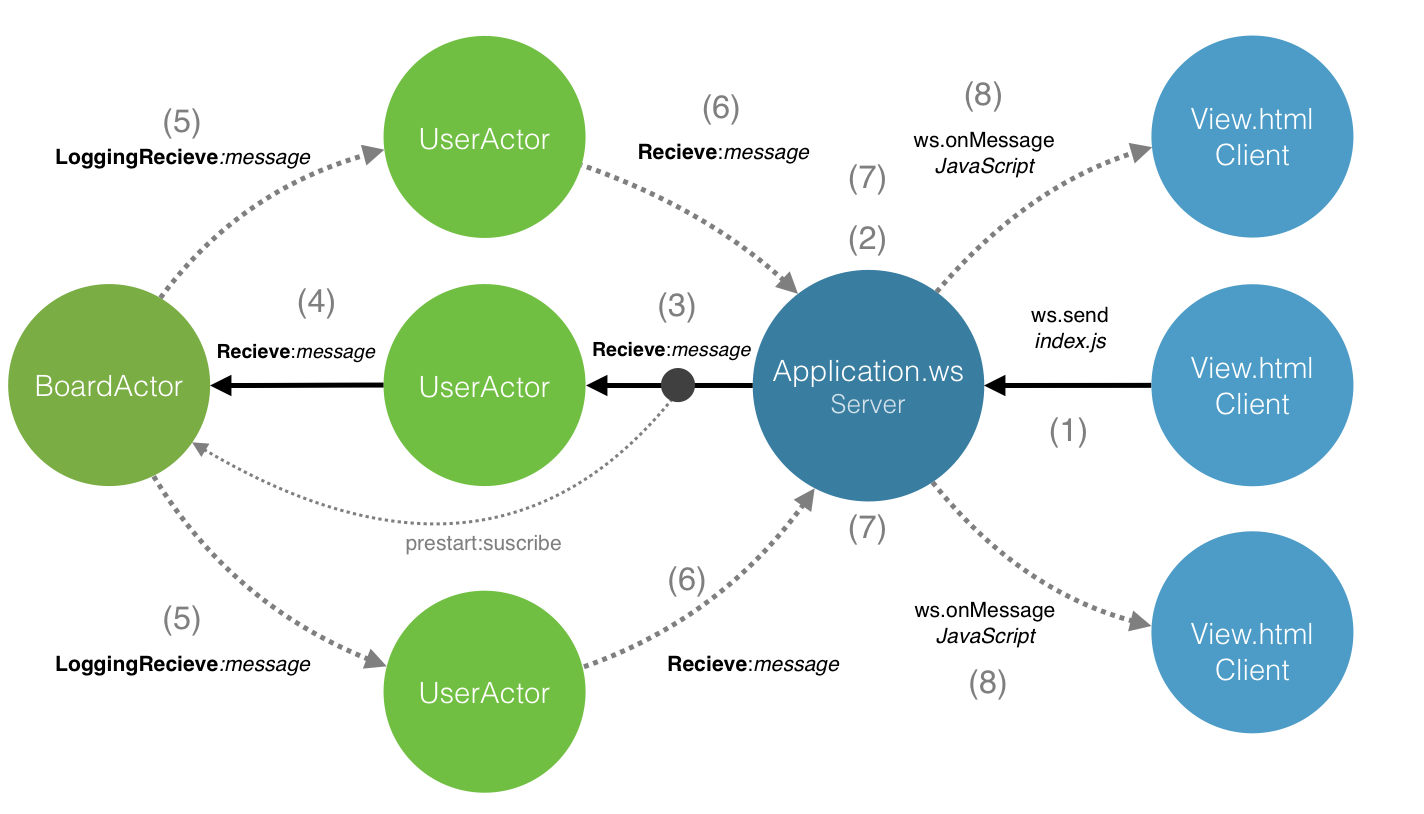 (5)
LoggingRecieve:message
UserActor
(6)
Recieve:message
(7)
(2)
(8)
ws.onMessage
JavaScript
View.html
Client
BoardActor
(4)
Recieve:message
UserActor
(3)
Recieve:message
Application.ws
Server
ws.send
index.js
(1)
View.html
Client
prestart:suscribe
(5)
LoggingRecieve:message
UserActor
(6)
Recieve:message
(7)
ws.onMessage
JavaScript
(8)
View.html
Client